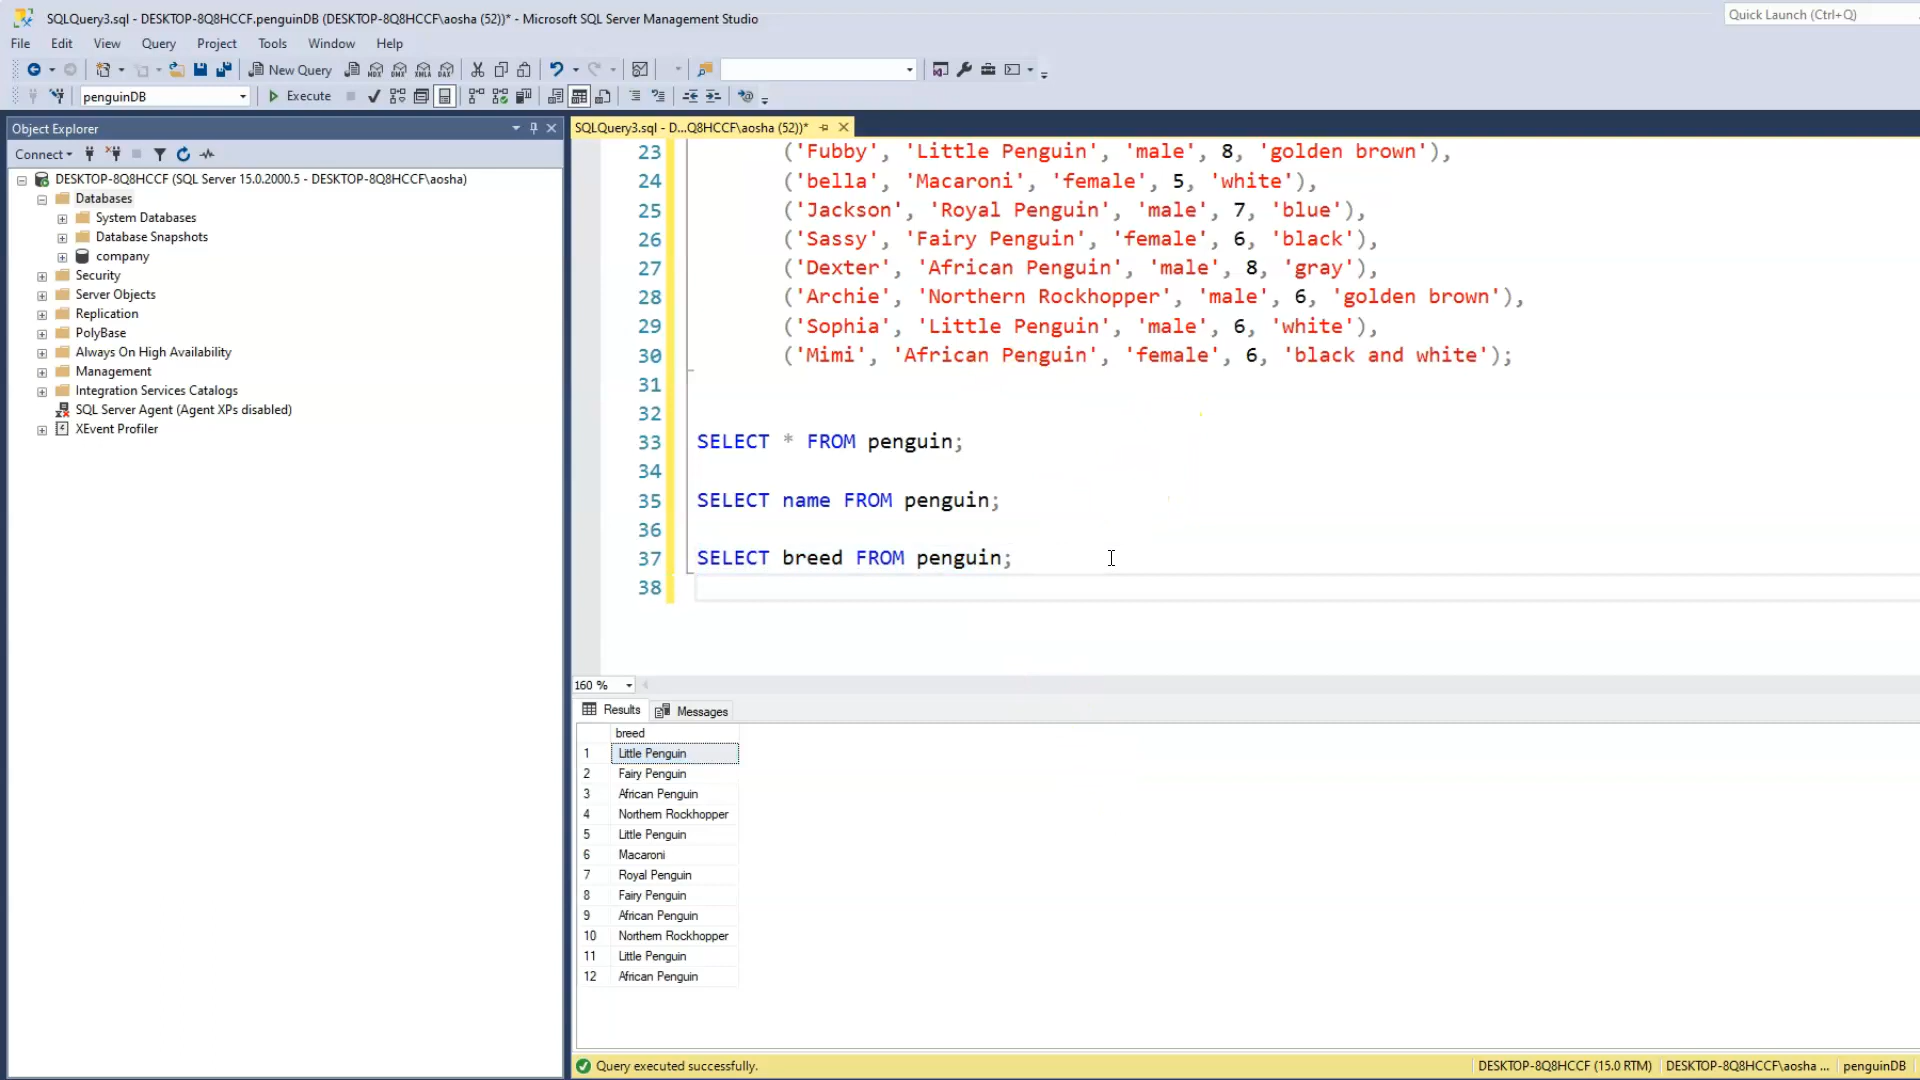 SQLQuery3.sql - DESKTOP-8Q8HCCF.penguinDB (DESKTOP-8Q8HCCF\aosha (52))* - Microsoft SQL Server Management Studio
Quick Launch (Ctrl+Q)
File Edit View Query Project Tools Window Help
New Query
penguinDB
Execute
Object Explorer
SQLQuery3.sql - D...Q8HCCF\aosha (52))*
Connect
DESKTOP-8Q8HCCF (SQL Server 15.0.2000.5 - DESKTOP-8Q8HCCF\aosha)
Databases
System Databases
Database Snapshots
company
Security
Server Objects
Replication
PolyBase
Always On High Availability
Management
Integration Services Catalogs
SQL Server Agent (Agent XPs disabled)
XEvent Profiler
23 ('Fubby', 'Little Penguin', 'male', 8, 'golden brown'),
24 ('bella', 'Macaroni', 'female', 5, 'white'),
25 ('Jackson', 'Royal Penguin', 'male', 7, 'blue'),
26 ('Sassy', 'Fairy Penguin', 'female', 6, 'black'),
27 ('Dexter', 'African Penguin', 'male', 8, 'gray'),
28 ('Archie', 'Northern Rockhopper', 'male', 6, 'golden brown'),
29 ('Sophia', 'Little Penguin', 'male', 6, 'white'),
30 ('Mimi', 'African Penguin', 'female', 6, 'black and white');
31
32
33 SELECT * FROM penguin;
34
35 SELECT name FROM penguin;
36
37 SELECT breed FROM penguin;
38
160 %
Results Messages
breed
1 Little Penguin
2 Fairy Penguin
3 African Penguin
4 Northern Rockhopper
5 Little Penguin
6 Macaroni
7 Royal Penguin
8 Fairy Penguin
9 African Penguin
10 Northern Rockhopper
11 Little Penguin
12 African Penguin
Query executed successfully.
DESKTOP-8Q8HCCF (15.0 RTM) DESKTOP-8Q8HCCF\aosha ... penguinDB